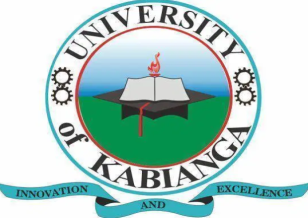 UNIVERSITY
of KABIANGA
INNOVATION AND EXCELLENCE